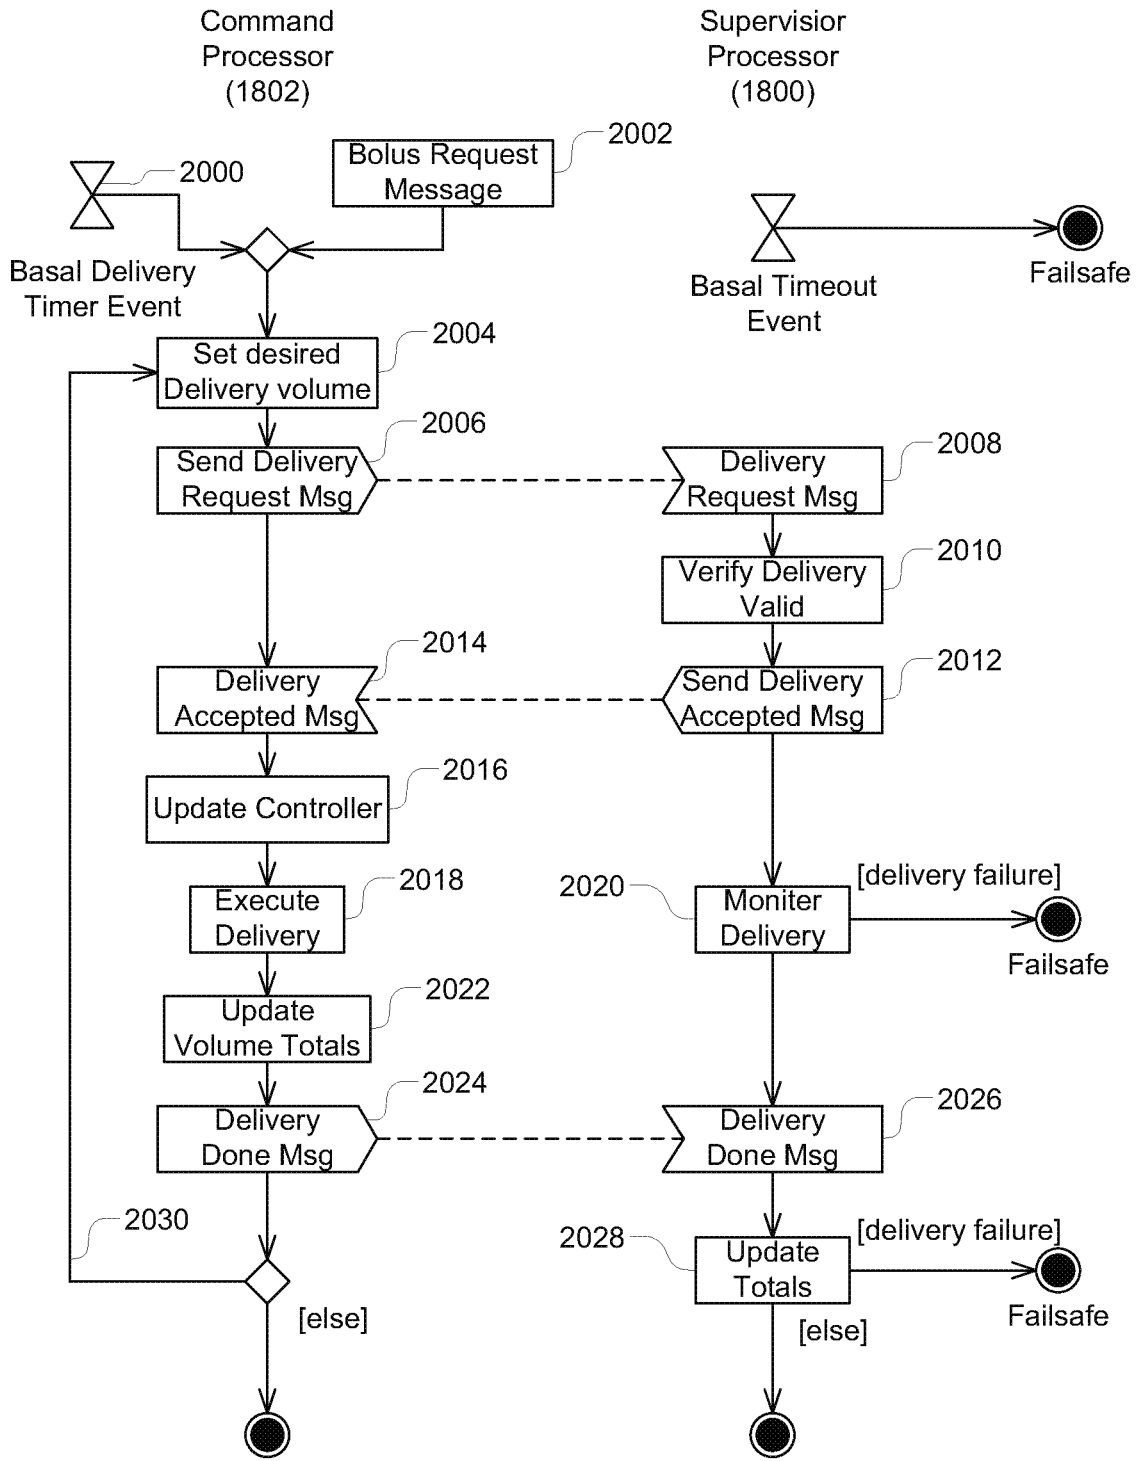 Command
Processor
(1802)
Supervisior
Processor
(1800)
2002
Bolus Request
Message
2000
Basal Delivery
Timer Event
Basal Timeout
Event
Failsafe
2004
Set desired
Delivery volume
2006
Send Delivery
Request Msg
2008
Delivery
Request Msg
2010
Verify Delivery
Valid
2014
Delivery
Accepted Msg
2012
Send Delivery
Accepted Msg
2016
Update Controller
2018
Execute
Delivery
2020
Moniter
Delivery
[delivery failure]
Failsafe
2022
Update
Volume Totals
2024
Delivery
Done Msg
2026
Delivery
Done Msg
2030
[else]
2028
Update
Totals
[delivery failure]
Failsafe
[else]